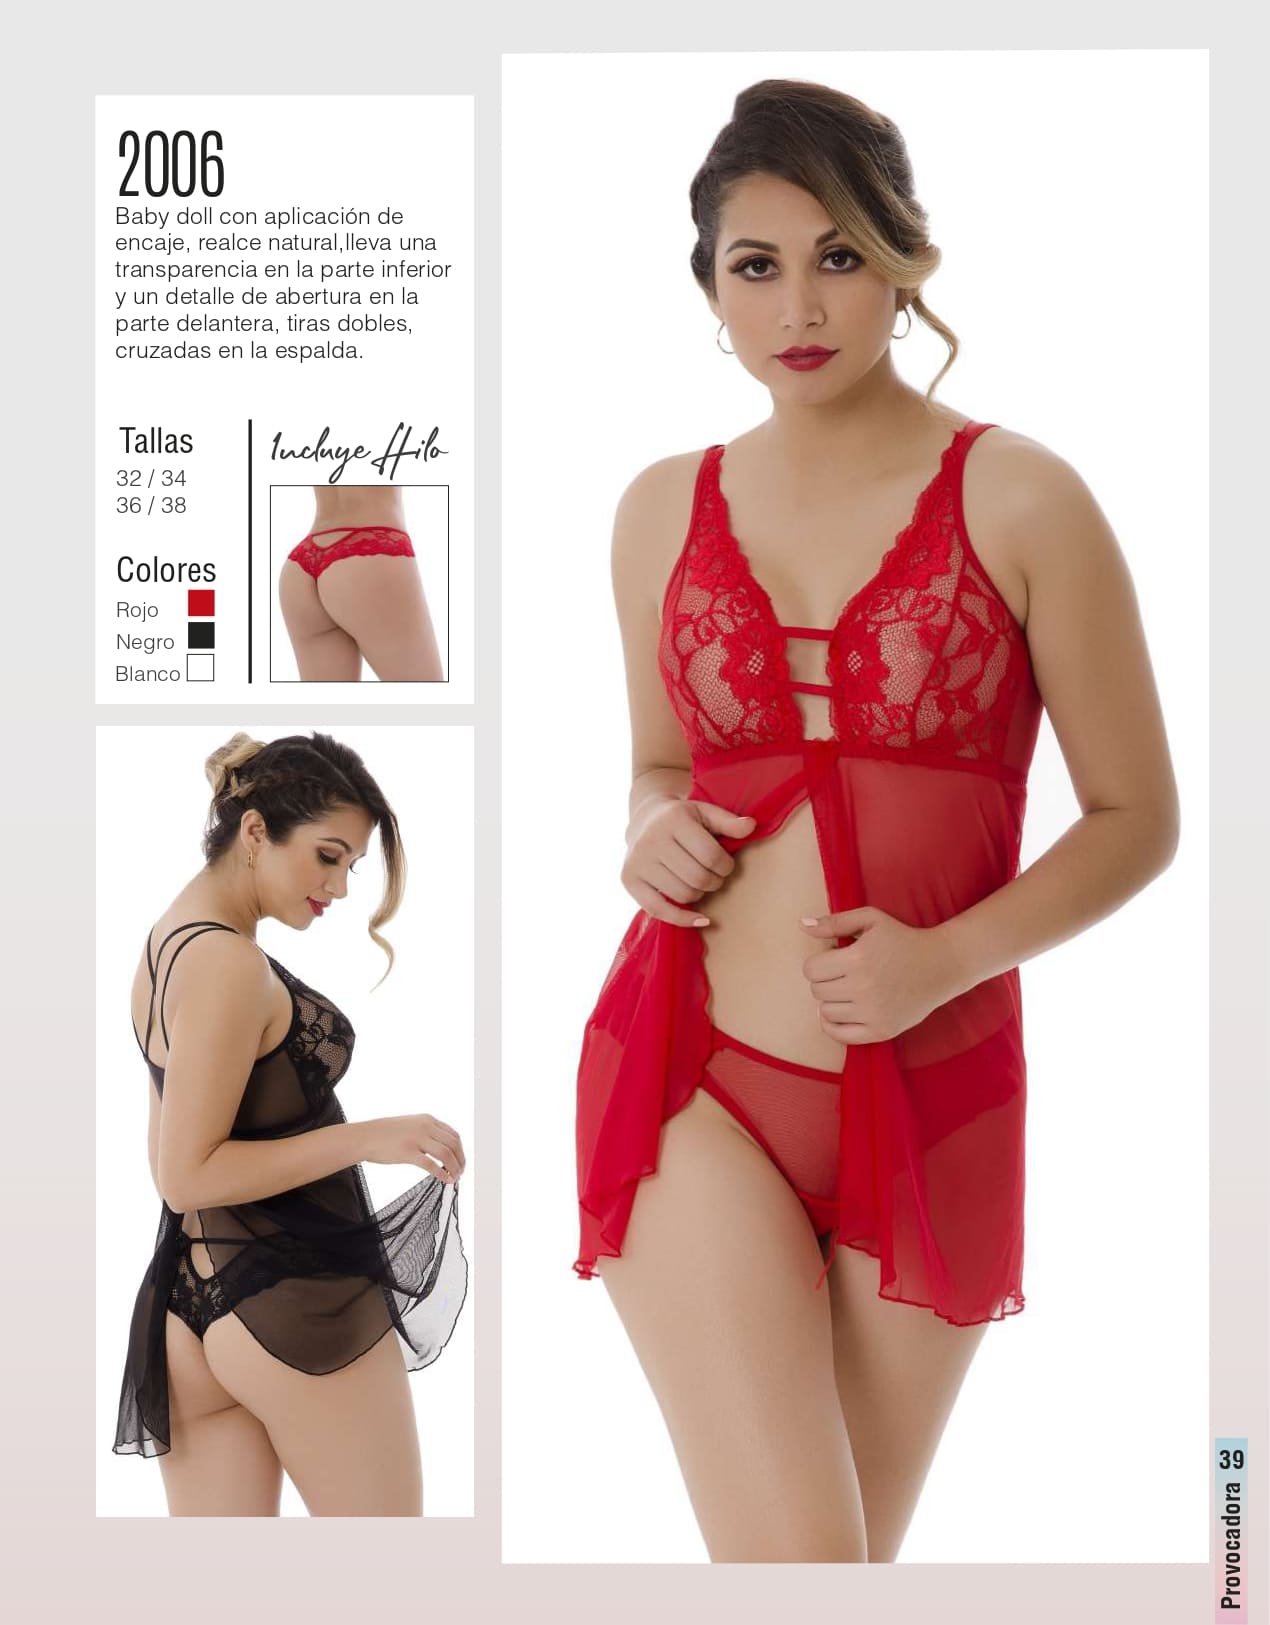 2006
Baby doll con aplicación de
encaje, realce natural,lleva una
transparencia en la parte inferior
y un detalle de abertura en la
parte delantera, tiras dobles,
cruzadas en la espalda.
Tallas
32 / 34
36 / 38
Incluye Hilo
Colores
Rojo
Negro
Blanco
39
Provocadora